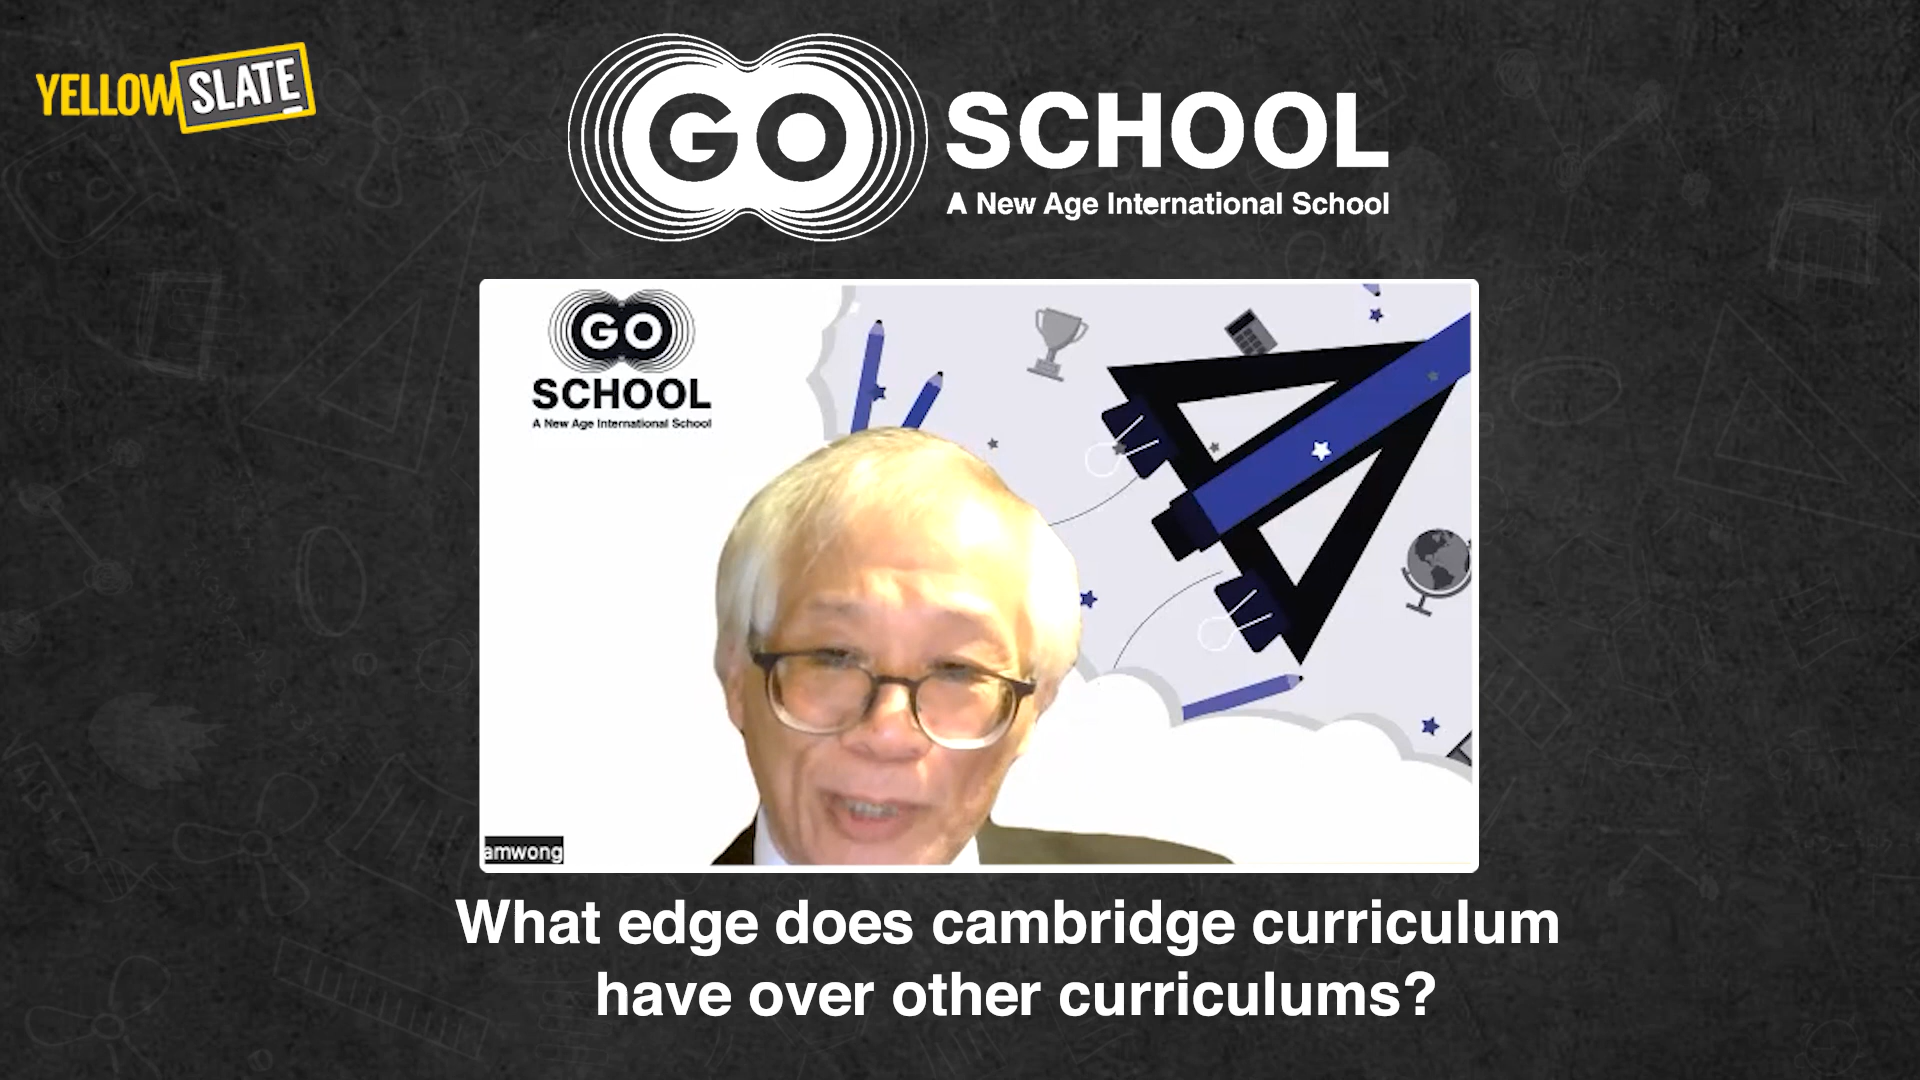 YELLOW SLATE
GO SCHOOL
A New Age International School
GO
SCHOOL
A New Age International School
amwong
What edge does cambridge curriculum
have over other curriculums?